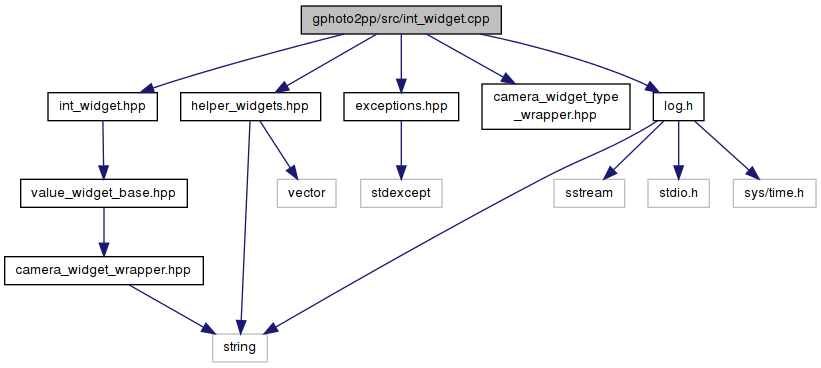 gphoto2pp/src/int_widget.cpp
int_widget.hpp
helper_widgets.hpp
exceptions.hpp
camera_widget_type
_wrapper.hpp
log.h
value_widget_base.hpp
vector
stdexcept
sstream
stdio.h
sys/time.h
camera_widget_wrapper.hpp
string